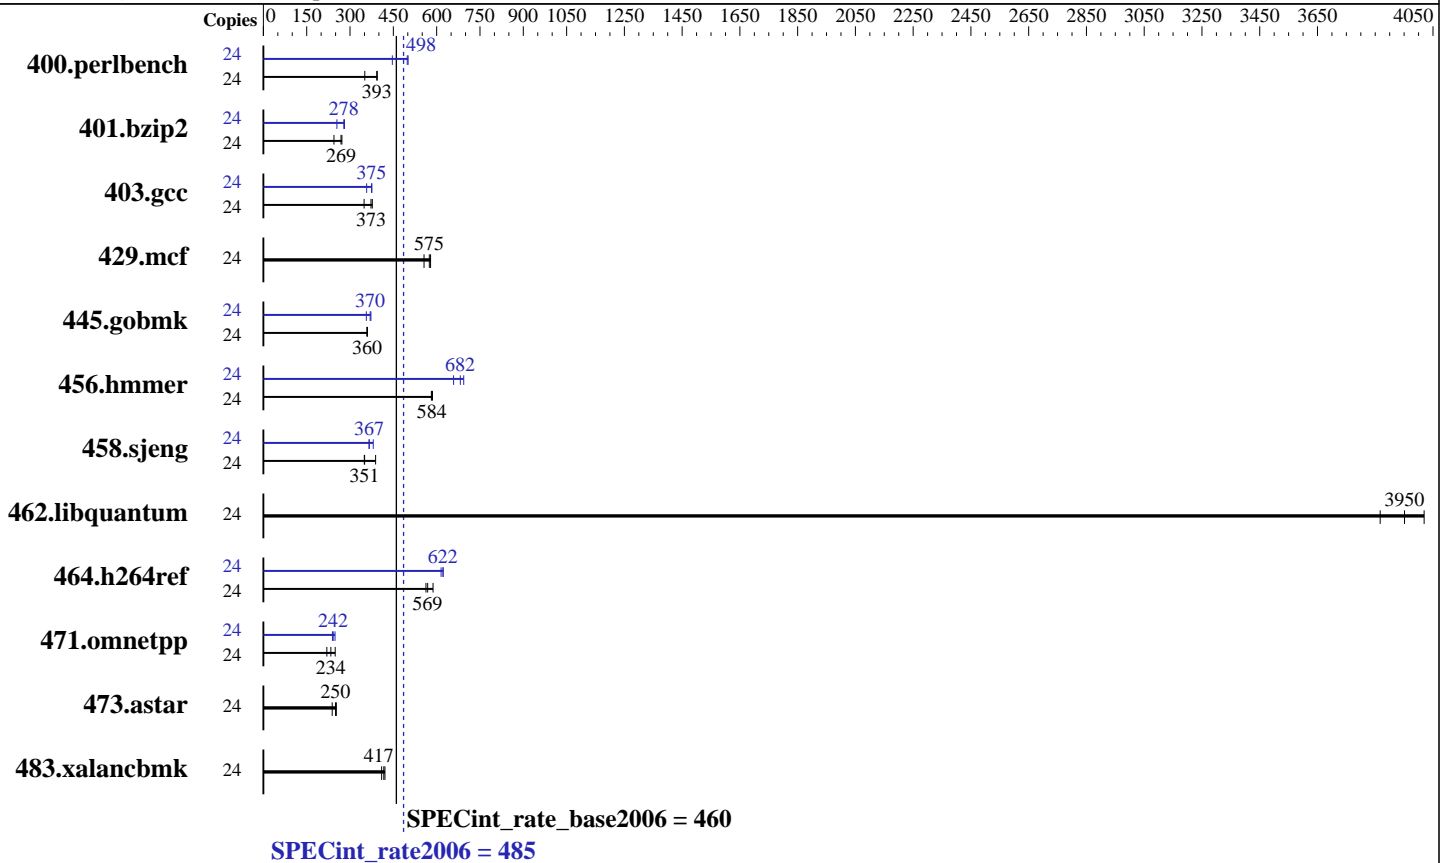 Copies 0 150 300 450 600 750 900 1050 1250 1450 1650 1850 2050 2250 2450 2650 2850 3050 3250 3450 3650 4050
400.perlbench 24 498
24 393
401.bzip2 24 278
24 269
403.gcc 24 375
24 373
429.mcf 24 575
445.gobmk 24 370
24 360
456.hmmer 24 682
24 584
458.sjeng 24 367
24 351
462.libquantum 24 3950
464.h264ref 24 622
24 569
471.omnetpp 24 242
24 234
473.astar 24 250
483.xalancbmk 24 417
SPECint_rate_base2006 = 460
SPECint_rate2006 = 485